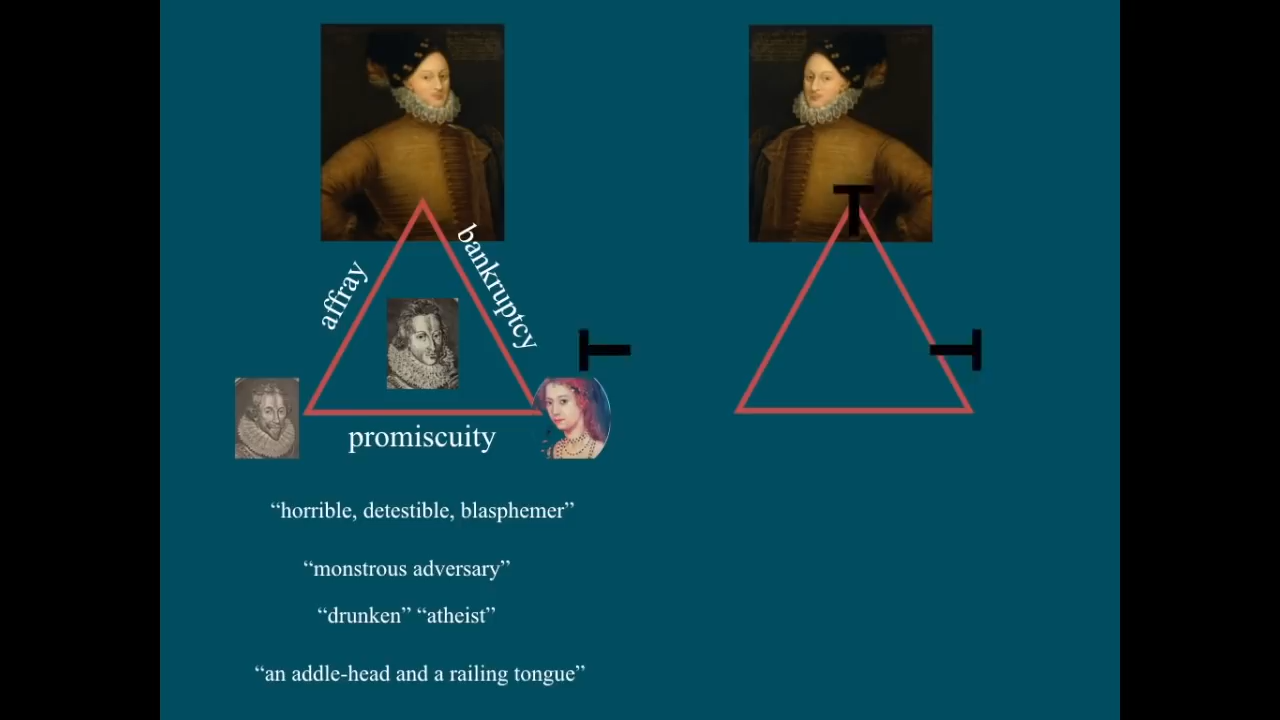 affray
bankruptcy
promiscuity
“horrible, detestible, blasphemer”
“monstrous adversary”
“drunken” “atheist”
“an addle-head and a railing tongue”
T
T
T